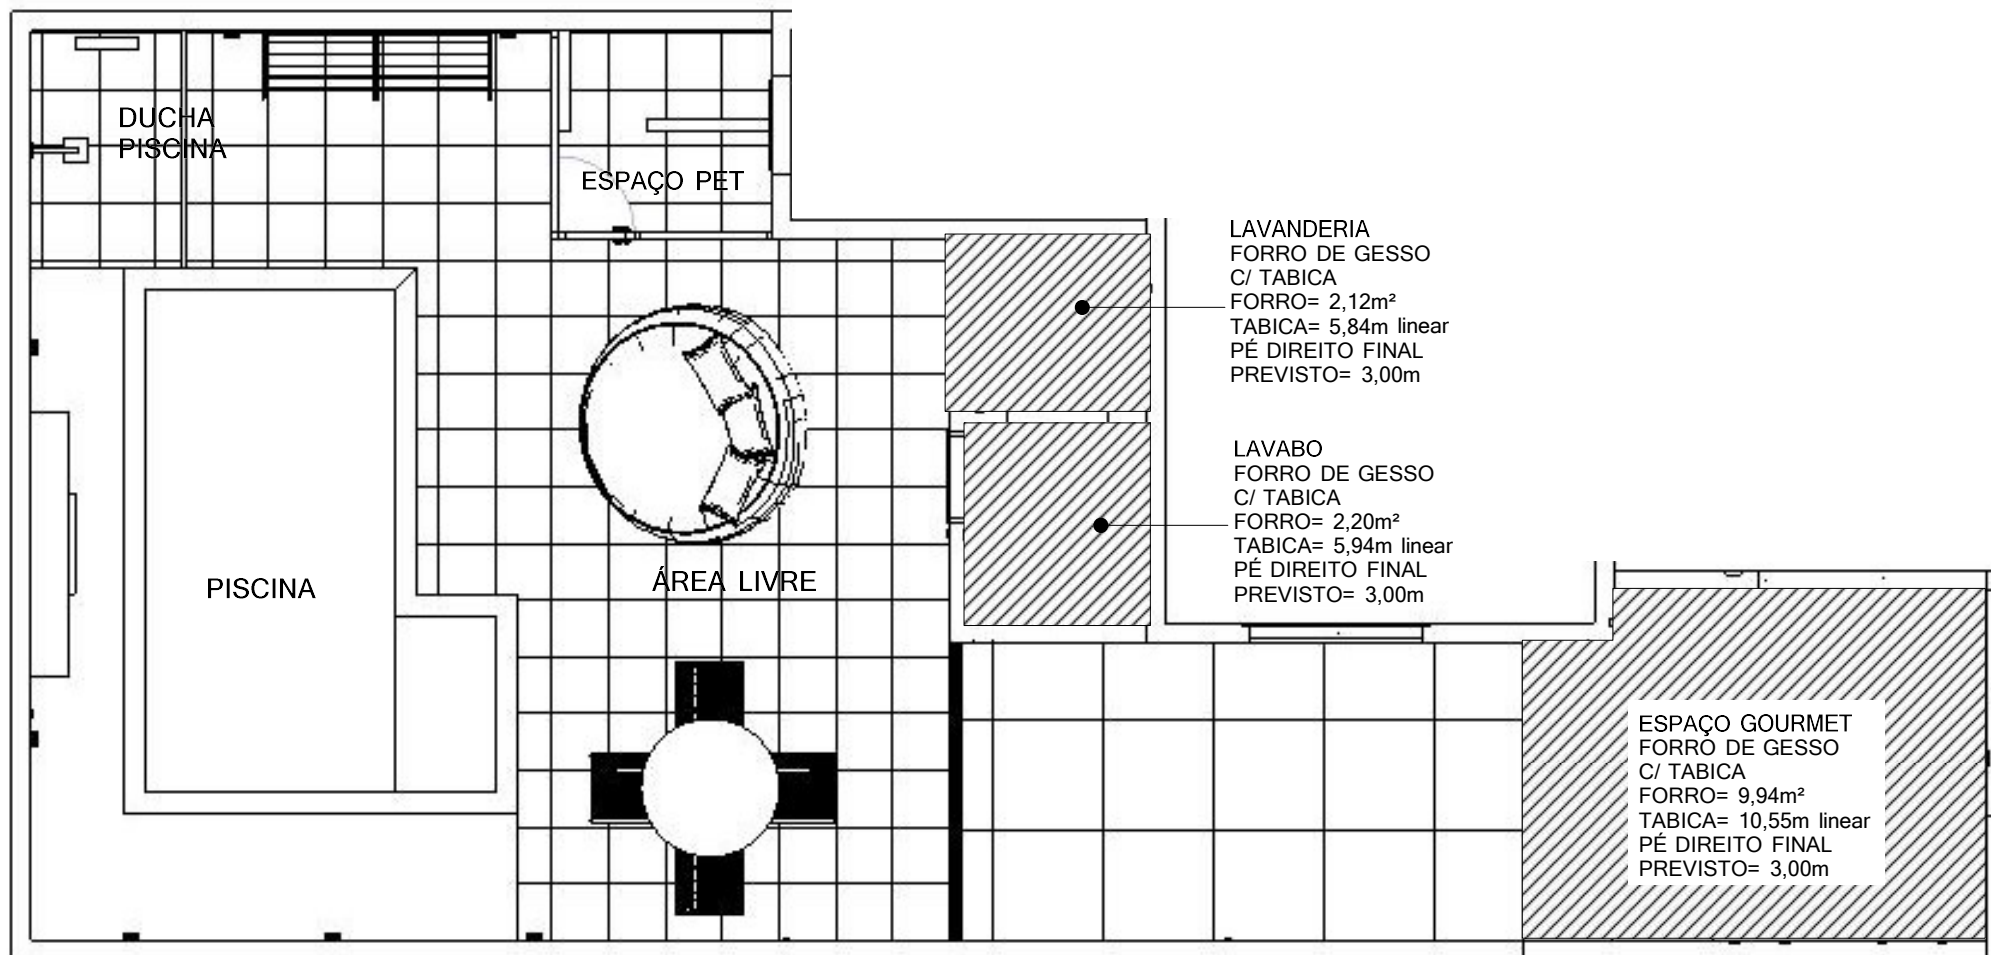 DUCHA
PISCINA
ESPAÇO PET
LAVANDERIA
FORRO DE GESSO
C/ TABICA
FORRO= 2,12m²
TABICA= 5,84m linear
PÉ DIREITO FINAL
PREVISTO= 3,00m
LAVABO
FORRO DE GESSO
C/ TABICA
FORRO= 2,20m²
TABICA= 5,94m linear
PÉ DIREITO FINAL
PREVISTO= 3,00m
PISCINA
ÁREA LIVRE
ESPAÇO GOURMET
FORRO DE GESSO
C/ TABICA
FORRO= 9,94m²
TABICA= 10,55m linear
PÉ DIREITO FINAL
PREVISTO= 3,00m